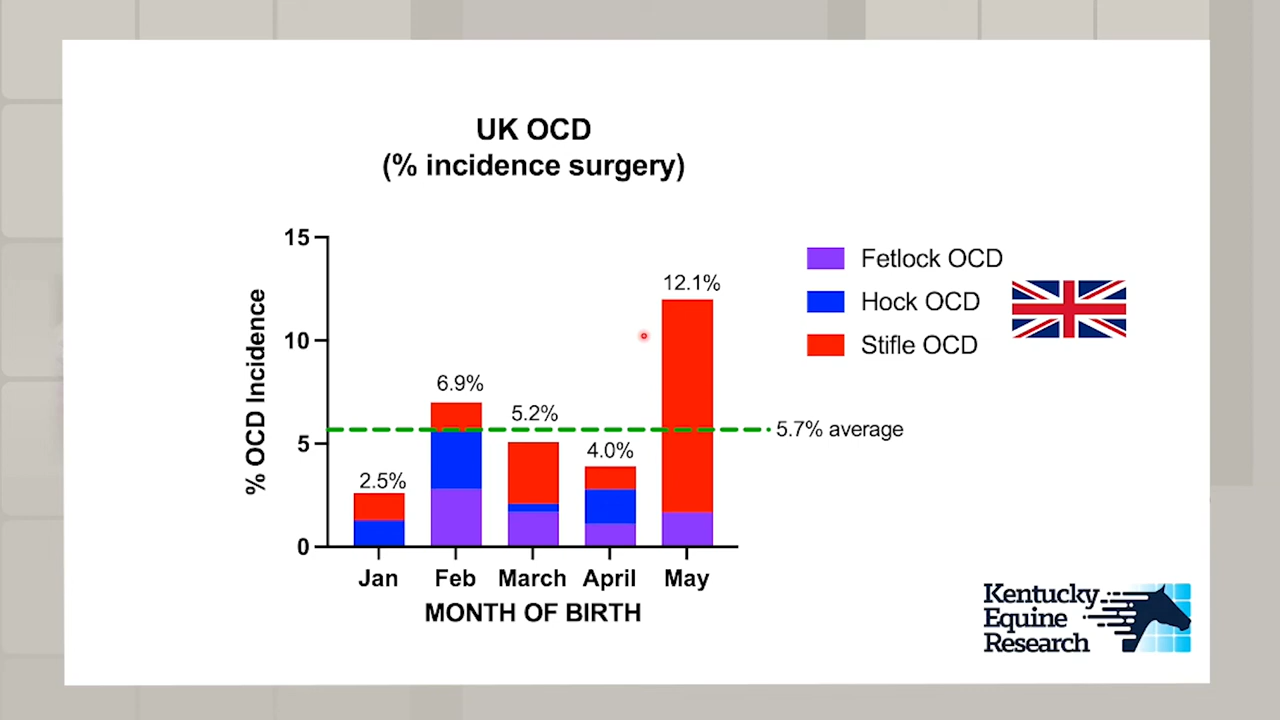 UK OCD
(% incidence surgery)
% OCD Incidence
15
10
5
0
2.5%
6.9%
5.2%
4.0%
12.1%
5.7% average
Jan
Feb
March
April
May
MONTH OF BIRTH
Fetlock OCD
Hock OCD
Stifle OCD
Kentucky
Equine
Research